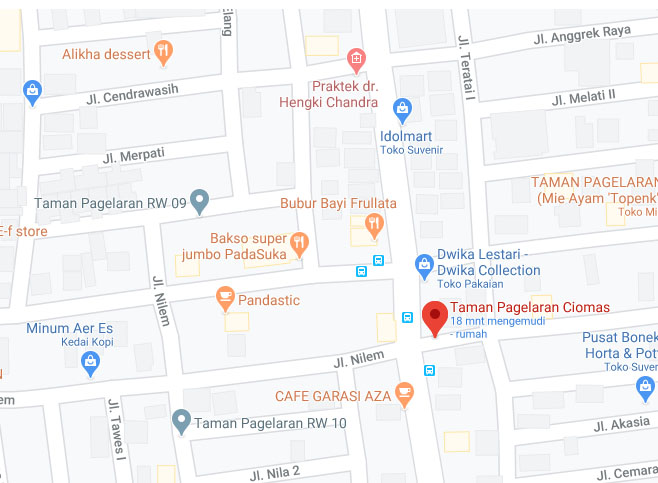 Elang
Jl. Anggrek Raya
Alikha dessert
Jl. Teratai I
Praktek dr.
Hengki Chandra
Jl. Cendrawasih
Jl. Melati II
Idolmart
Toko Suvenir
Jl. Merpati
TAMAN PAGELARAN
(Mie Ayam 'Topenk'
Toko Mi
Taman Pagelaran RW 09
Bubur Bayi Frullata
E-f store
Bakso super
jumbo PadaSuka
Dwika Lestari -
Dwika Collection
Toko Pakaian
Jl. Nilem
Pandastic
Taman Pagelaran Ciomas
18 mnt mengemudi
- rumah
Minum Aer Es
Kedai Kopi
Pusat Bonek
Horta & Pot
Toko Suven
Jl. Nilem
N
em
CAFE GARASI AZA
Jl. Tawes I
Taman Pagelaran RW 10
Jl. Akasia
Jl. Nila 2
Jl. Cemara